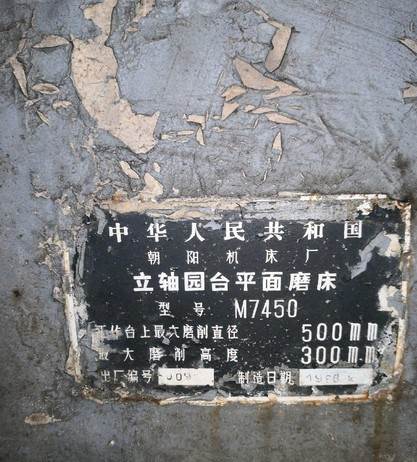 中华人民共和国
朝阳机床厂
立轴园台平面磨床
型号 M7450
工作台上最大磨削直径 500mm
最大磨削高度 300mm
出厂编号 制造日期